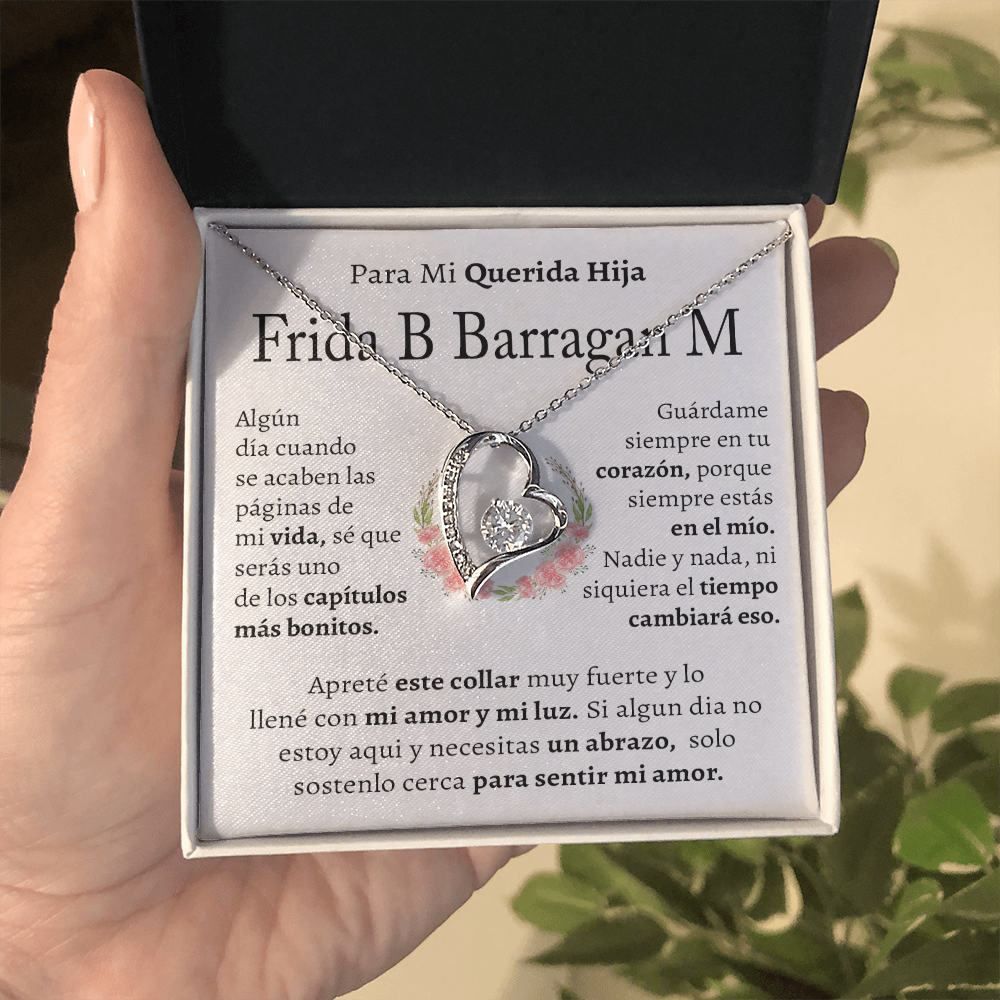 Para Mi Querida Hija
Frida B Barragan M
Algún
día cuando
se acaben las
páginas de
mi vida, sé que
serás uno
de los capítulos
más bonitos.
Guárdame
siempre en tu
corazón, porque
siempre estás
en el mío.
Nadie y nada, ni
siquiera el tiempo
cambiará eso.
Apreté este collar muy fuerte y lo
llené con mi amor y mi luz. Si algun dia no
estoy aqui y necesitas un abrazo, solo
sostenlo cerca para sentir mi amor.